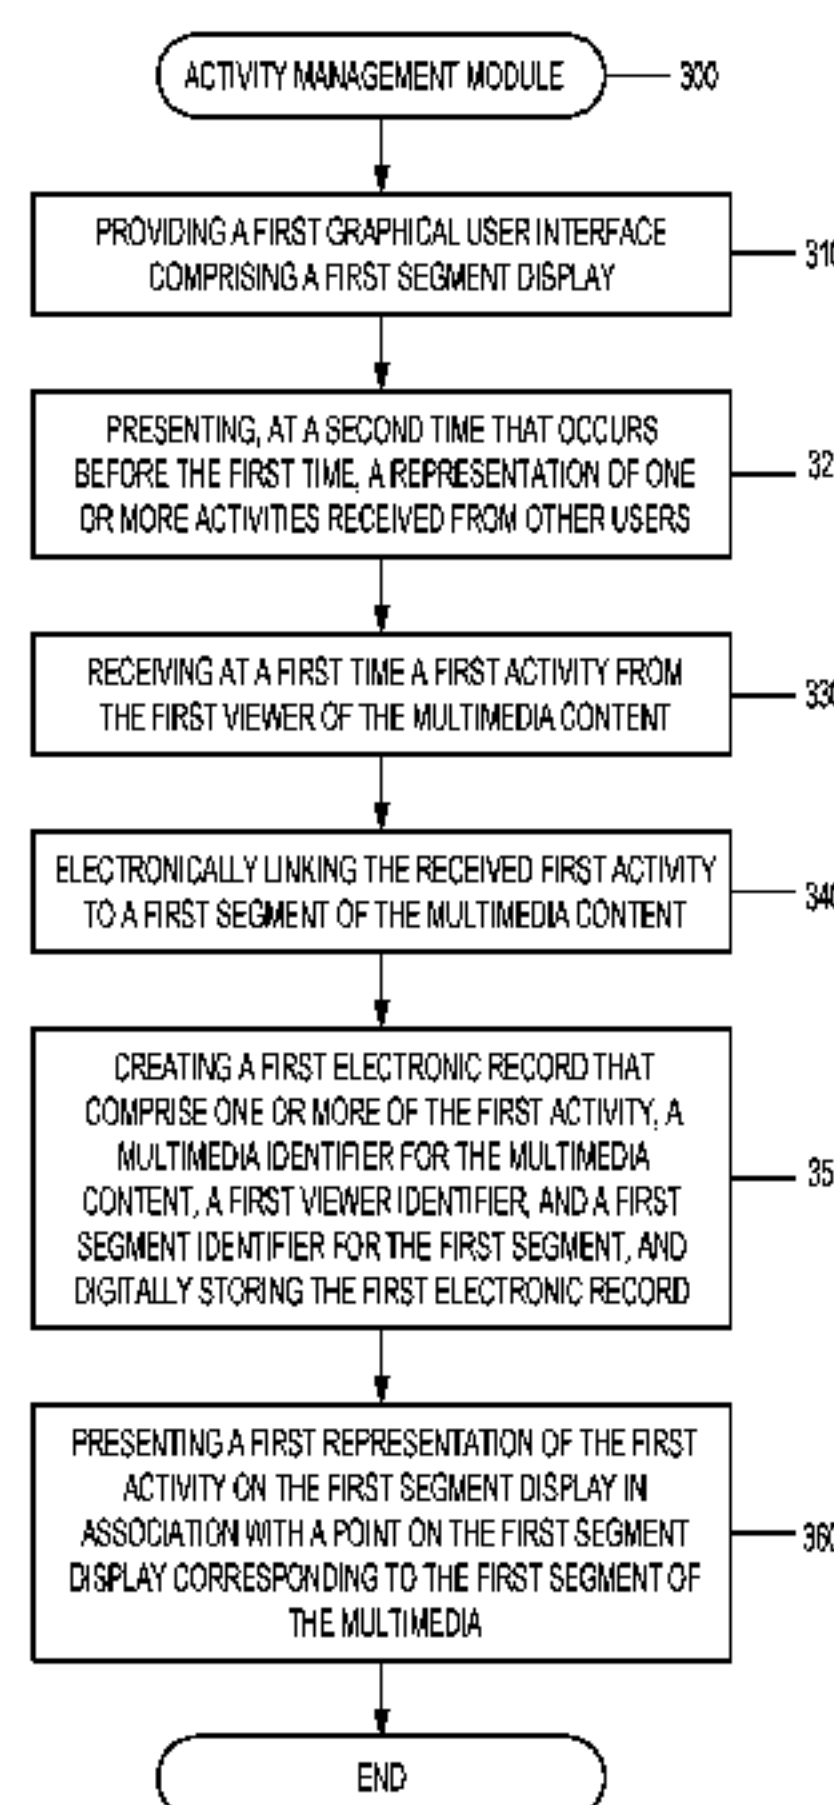 ACTIVITY MANAGEMENT MODULE
300
PROVIDING A FIRST GRAPHICAL USER INTERFACE
COMPRISING A FIRST SEGMENT DISPLAY
310
PRESENTING, AT A SECOND TIME THAT OCCURS
BEFORE THE FIRST TIME, A REPRESENTATION OF ONE
OR MORE ACTIVITIES RECEIVED FROM OTHER USERS
32
RECEIVING AT A FIRST TIME A FIRST ACTIVITY FROM
THE FIRST VIEWER OF THE MULTIMEDIA CONTENT
330
ELECTRONICALLY LINKING THE RECEIVED FIRST ACTIVITY
TO A FIRST SEGMENT OF THE MULTIMEDIA CONTENT
340
CREATING A FIRST ELECTRONIC RECORD THAT
COMPRISE ONE OR MORE OF THE FIRST ACTIVITY, A
MULTIMEDIA IDENTIFIER FOR THE MULTIMEDIA
CONTENT, A FIRST VIEWER IDENTIFIER, AND A FIRST
SEGMENT IDENTIFIER FOR THE FIRST SEGMENT, AND
DIGITALLY STORING THE FIRST ELECTRONIC RECORD
35
PRESENTING A FIRST REPRESENTATION OF THE FIRST
ACTIVITY ON THE FIRST SEGMENT DISPLAY IN
ASSOCIATION WITH A POINT ON THE FIRST SEGMENT
DISPLAY CORRESPONDING TO THE FIRST SEGMENT OF
THE MULTIMEDIA
360
END